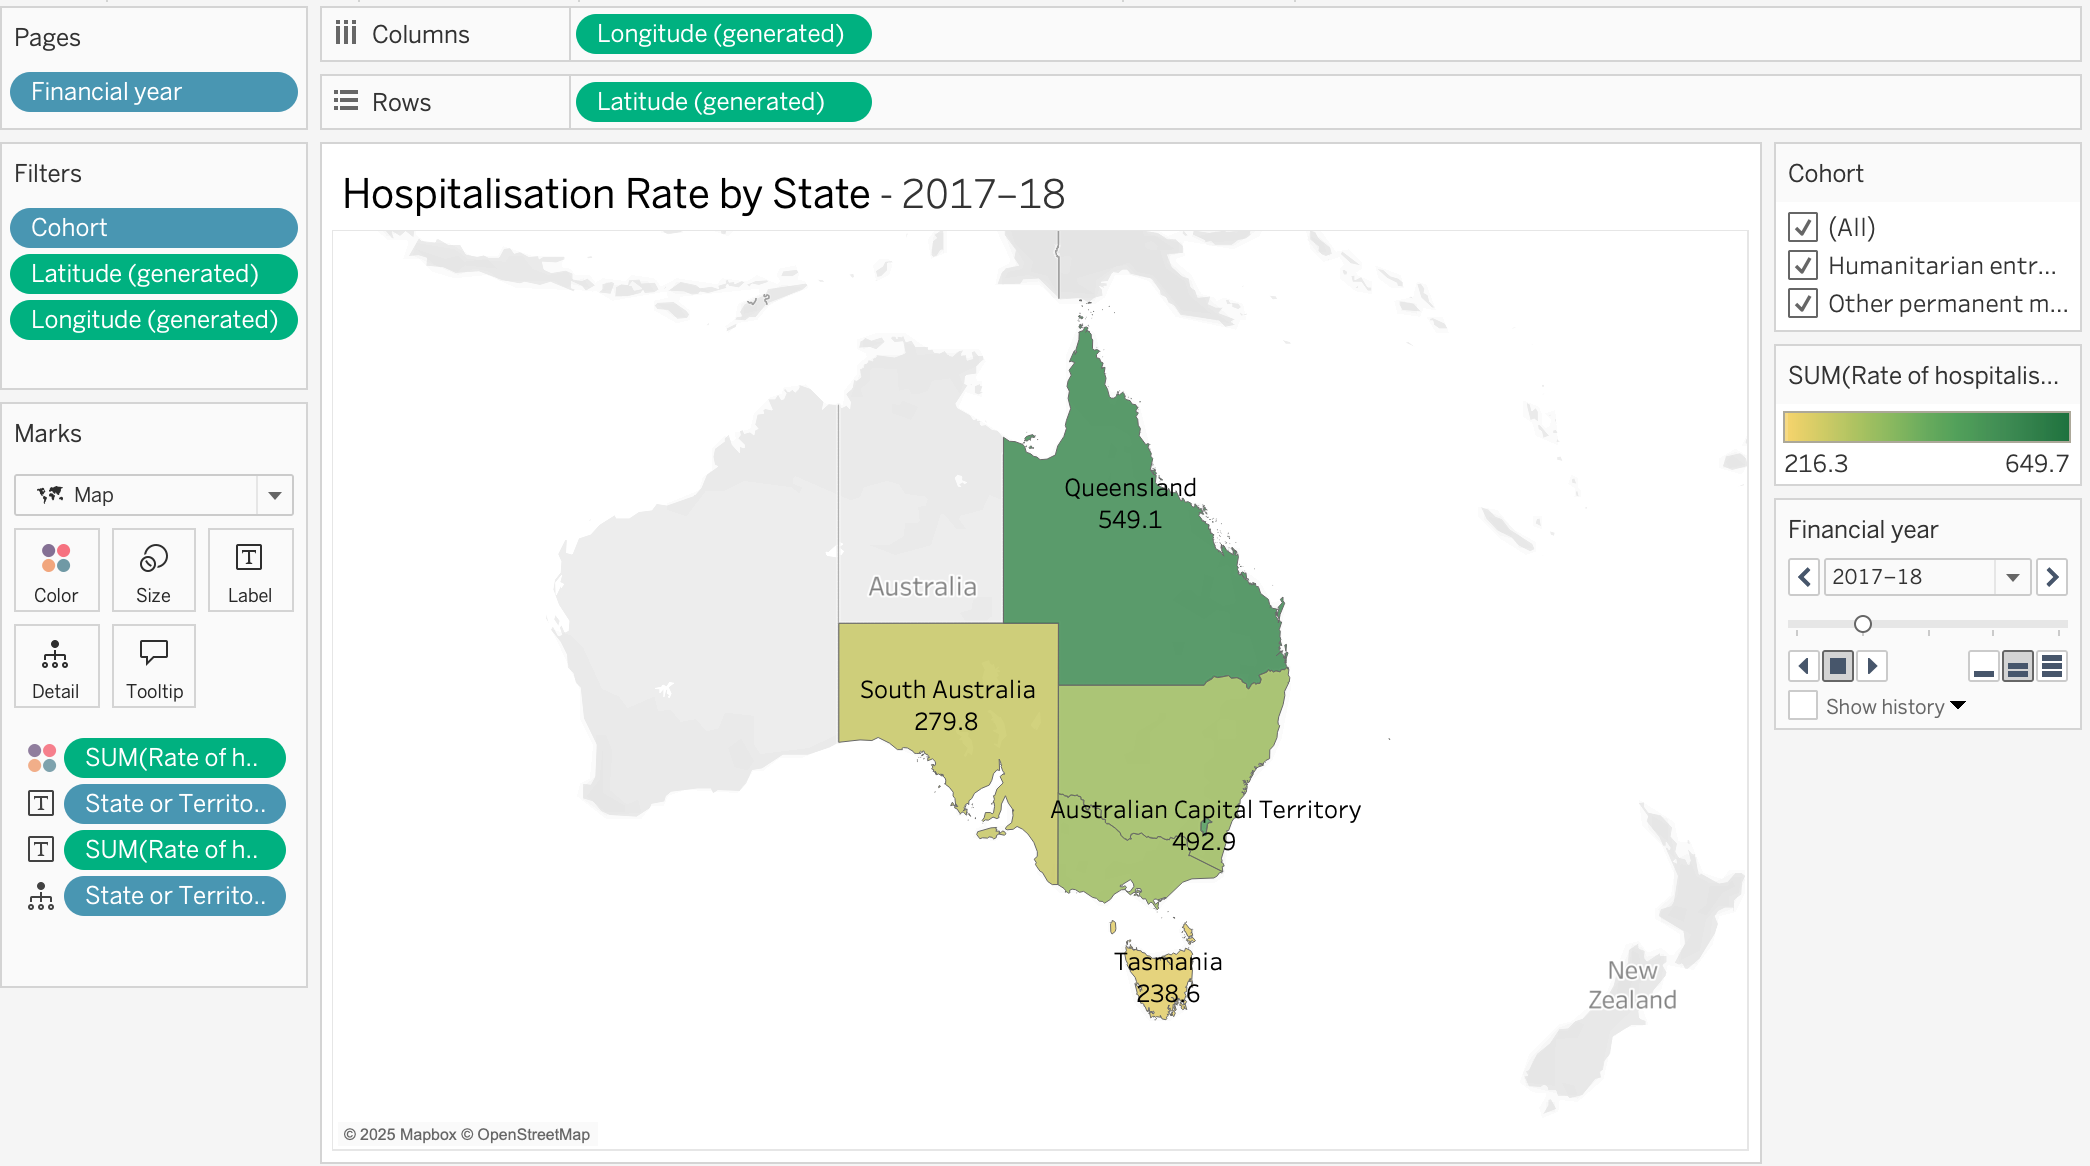 Pages
Financial year
Columns
Longitude (generated)
Rows
Latitude (generated)
Filters
Cohort
Latitude (generated)
Longitude (generated)
Marks
Map
Color
Size
Label
Detail
Tooltip
SUM(Rate of h..
State or Territo..
SUM(Rate of h..
State or Territo..
Hospitalisation Rate by State - 2017–18
Queensland
549.1
Australia
South Australia
279.8
Australian Capital Territory
492.9
Tasmania
238.6
New
Zealand
© 2025 Mapbox © OpenStreetMap
Cohort
(All)
Humanitarian entr...
Other permanent m...
SUM(Rate of hospitalis...
216.3 649.7
Financial year
2017–18
Show history